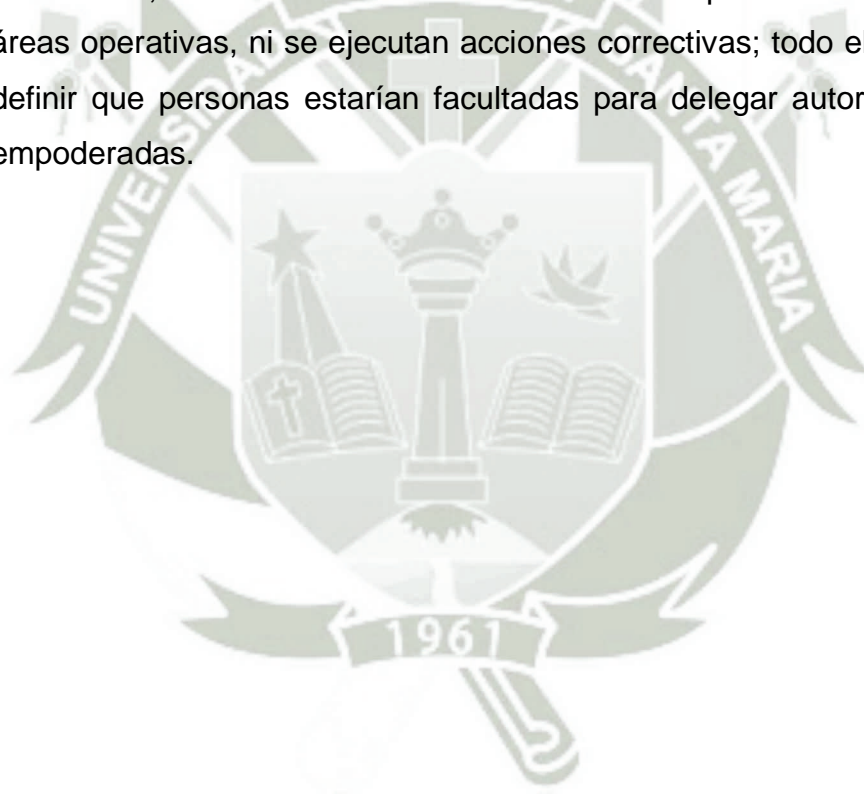 áreas operativas, ni se ejecutan acciones correctivas; todo el
definir que personas estarían facultadas para delegar autor
empoderadas.
UNIVERSIDAD
SANTA MARIA
1961